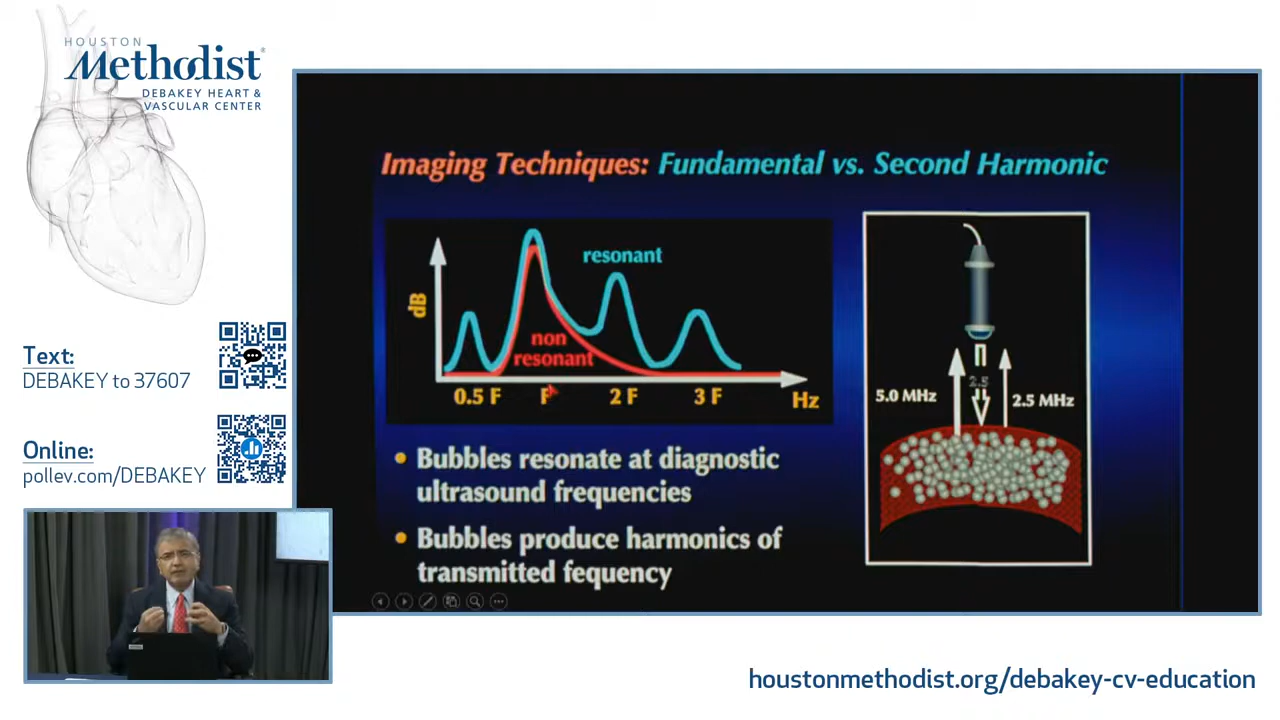 HOUSTON
Methodist®
DEBAKEY HEART &
VASCULAR CENTER
Text:
DEBAKEY to 37607
Online:
pollev.com/DEBAKEY
Imaging Techniques: Fundamental vs. Second Harmonic
dB
resonant
non
resonant
0.5 F F 2 F 3 F Hz
5.0 MHz 2.5 2.5 MHz
• Bubbles resonate at diagnostic
ultrasound frequencies
• Bubbles produce harmonics of
transmitted fequency
houstonmethodist.org/debakey-cv-education